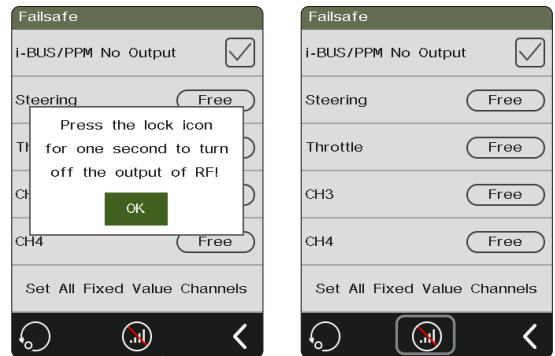 Failsafe
i-BUS/PPM No Output
Steering Free
Press the lock icon
for one second to turn
off the output of RF!
OK
CH4 Free
Set All Fixed Value Channels
Failsafe
i-BUS/PPM No Output
Steering Free
Throttle Free
CH3 Free
CH4 Free
Set All Fixed Value Channels